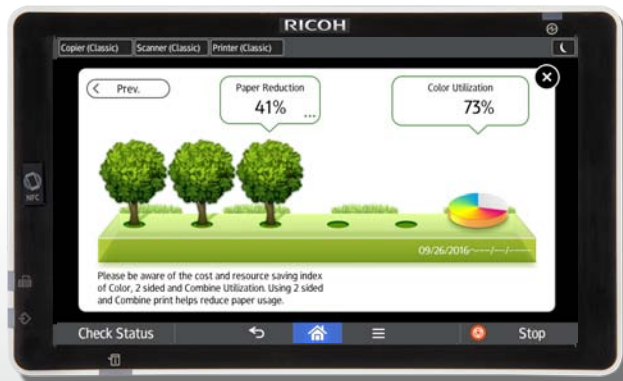 RICOH
Copier (Classic) Scanner (Classic) Printer (Classic)
Prev.
Paper Reduction
41%
...
Color Utilization
73%
09/26/2016~----/--/--
Please be aware of the cost and resource saving index
of Color, 2 sided and Combine Utilization. Using 2 sided
and Combine print helps reduce paper usage.
NFC
Check Status
Stop